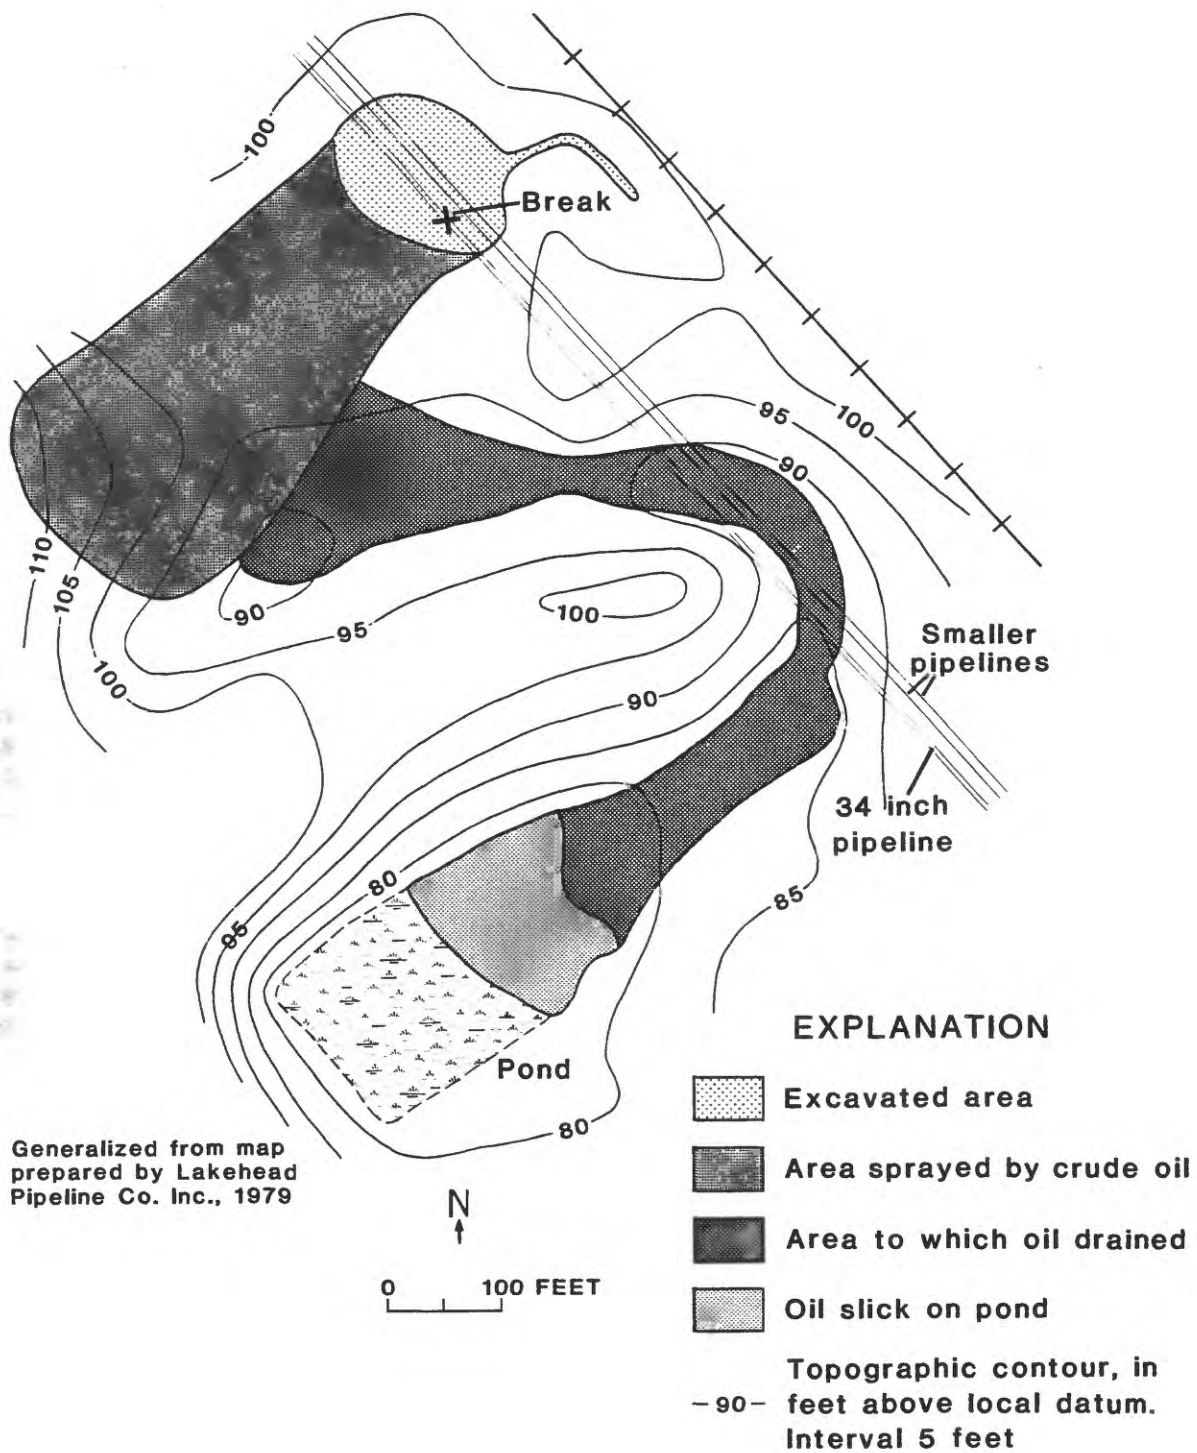 100
Break
95
100
90
110
105
100
90
95
100
90
Smaller
pipelines
34 inch
pipeline
80
85
95
Pond
80
Generalized from map
prepared by Lakehead
Pipeline Co. Inc., 1979
N
0 100 FEET
EXPLANATION
Excavated area
Area sprayed by crude oil
Area to which oil drained
Oil slick on pond
Topographic contour, in
-90- feet above local datum.
Interval 5 feet